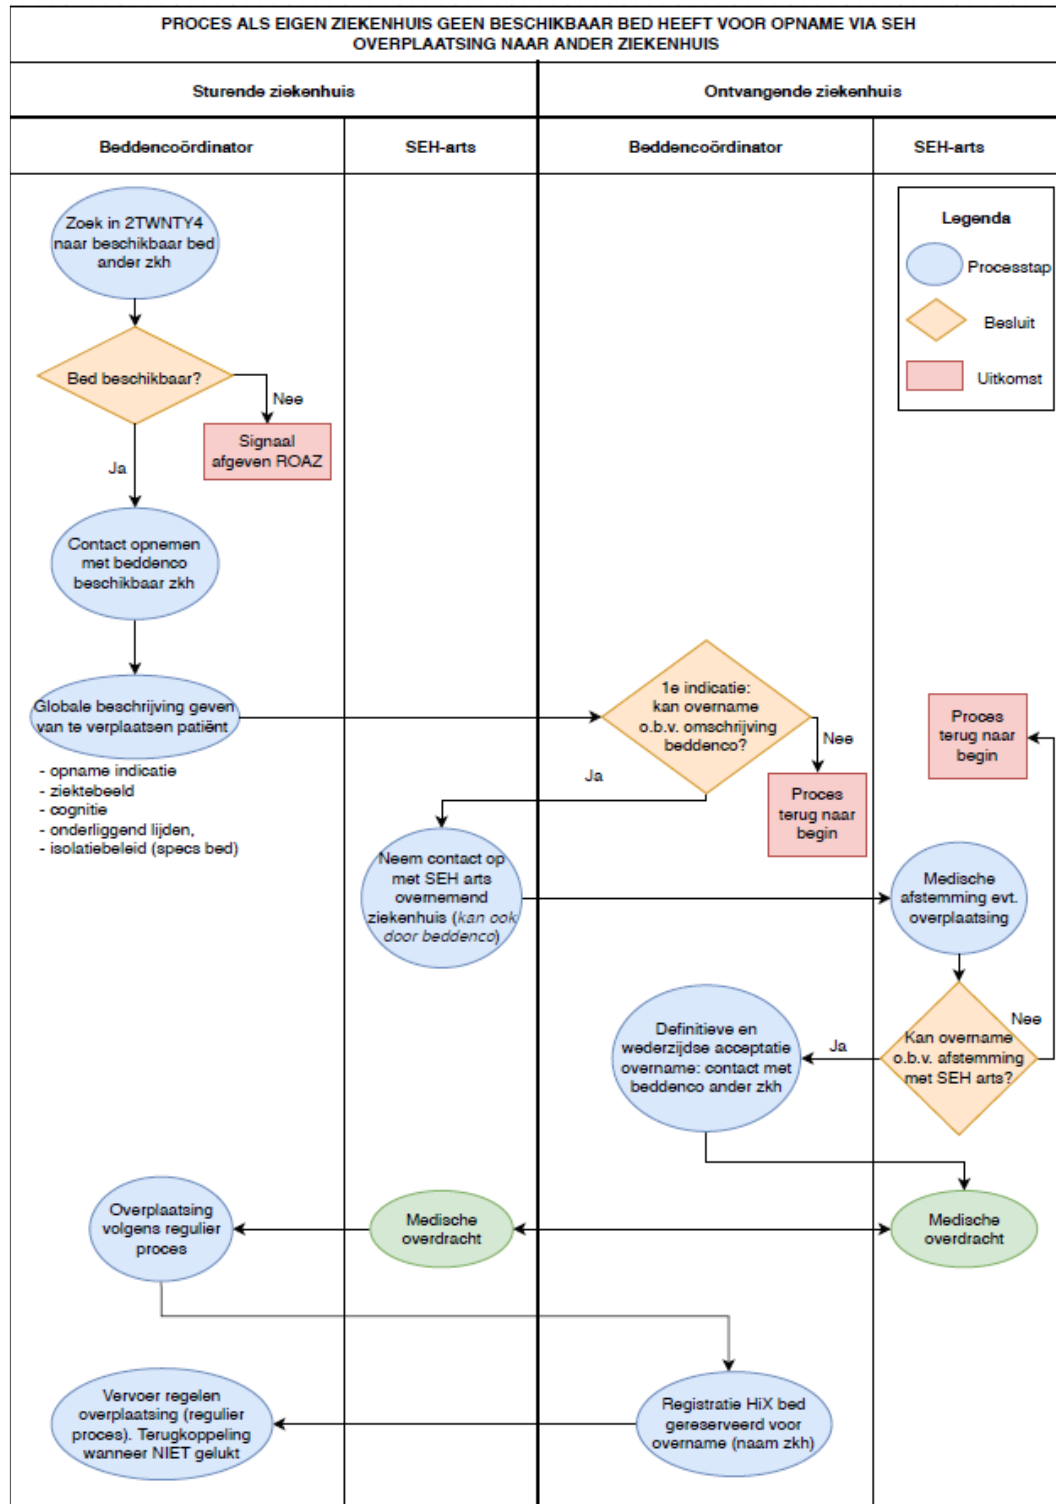 PROCES ALS EIGEN ZIEKENHUIS GEEN BESCHIKBAAR BED HEEFT VOOR OPNAME VIA SEH
OVERPLAATSING NAAR ANDER ZIEKENHUIS
Sturende ziekenhuis
Ontvangende ziekenhuis
Beddencoördinator
SEH-arts
Beddencoördinator
SEH-arts
Zoek in 2TWNTY4
naar beschikbaar bed
ander zkh
Legenda
Processtap
Besluit
Uitkomst
Bed beschikbaar?
Nee
Signaal
afgeven ROAZ
Ja
Contact opnemen
met beddenco
beschikbaar zkh
Globale beschrijving geven
van te verplaatsen patiënt
- opname indicatie
- ziektebeeld
- cognitie
- onderliggend lijden,
- isolatiebeleid (specs bed)
1e indicatie:
kan overname
o.b.v. omschrijving
beddenco?
Nee
Ja
Proces
terug naar
begin
Proces
terug naar
begin
Neem contact op
met SEH arts
overnemend
ziekenhuis (kan ook
door beddenco)
Medische
afstemming evt.
overplaatsing
Nee
Kan overname
o.b.v. afstemming
met SEH arts?
Ja
Definitieve en
wederzijdse acceptatie
overname: contact met
beddenco ander zkh
Overplaatsing
volgens regulier
proces
Medische
overdracht
Medische
overdracht
Vervoer regelen
overplaatsing (regulier
proces). Terugkoppeling
wanneer NIET gelukt
Registratie HiX bed
gereserveerd voor
overname (naam zkh)